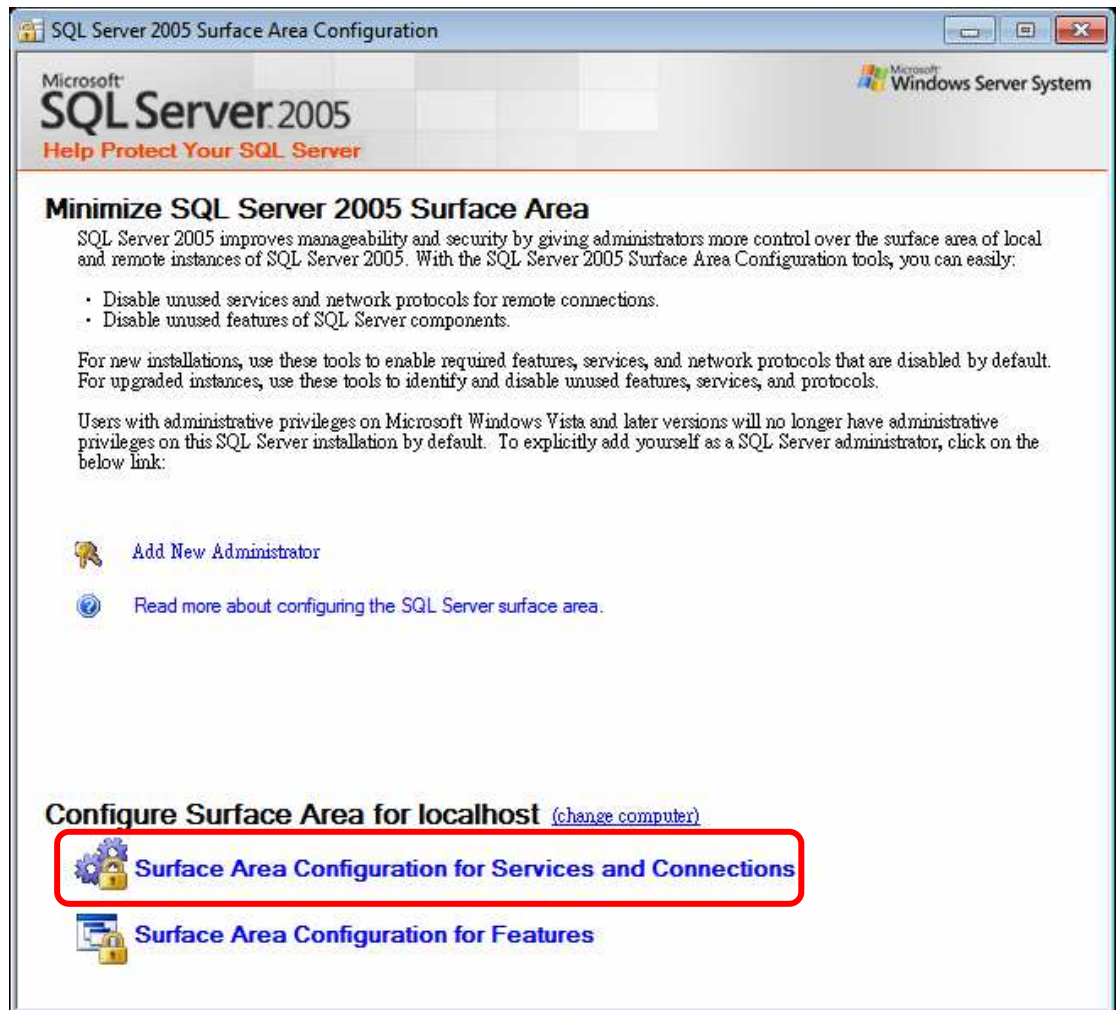 SQL Server 2005 Surface Area Configuration
Microsoft
SQL Server 2005
Help Protect Your SQL Server
Microsoft
Windows Server System
Minimize SQL Server 2005 Surface Area
SQL Server 2005 improves manageability and security by giving administrators more control over the surface area of local
and remote instances of SQL Server 2005. With the SQL Server 2005 Surface Area Configuration tools, you can easily:
· Disable unused services and network protocols for remote connections.
· Disable unused features of SQL Server components.
For new installations, use these tools to enable required features, services, and network protocols that are disabled by default.
For upgraded instances, use these tools to identify and disable unused features, services, and protocols.
Users with administrative privileges on Microsoft Windows Vista and later versions will no longer have administrative
privileges on this SQL Server installation by default. To explicitly add yourself as a SQL Server administrator, click on the
below link:
Add New Administrator
Read more about configuring the SQL Server surface area.
Configure Surface Area for localhost (change computer)
Surface Area Configuration for Services and Connections
Surface Area Configuration for Features